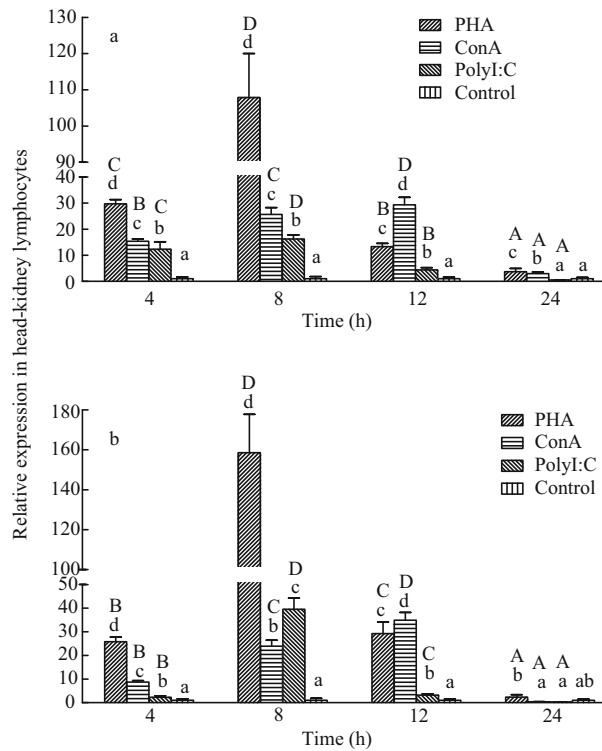 Relative expression in head-kidney lymphocytes
a
PHA
ConA
PolyI:C
Control
130
120
110
100
90
40
30
20
10
0
C d
B c
C b
a
D d
C c
D b
a
B c
D d
B b
a
A c
A b
A a
a
4 8 12 24
Time (h)
b
PHA
ConA
PolyI:C
Control
180
160
140
120
100
50
40
30
20
10
0
B d
B c
B b
a
D d
C b
D c
a
C c
D d
C b
a
A b
A a
A a
ab
4 8 12 24
Time (h)